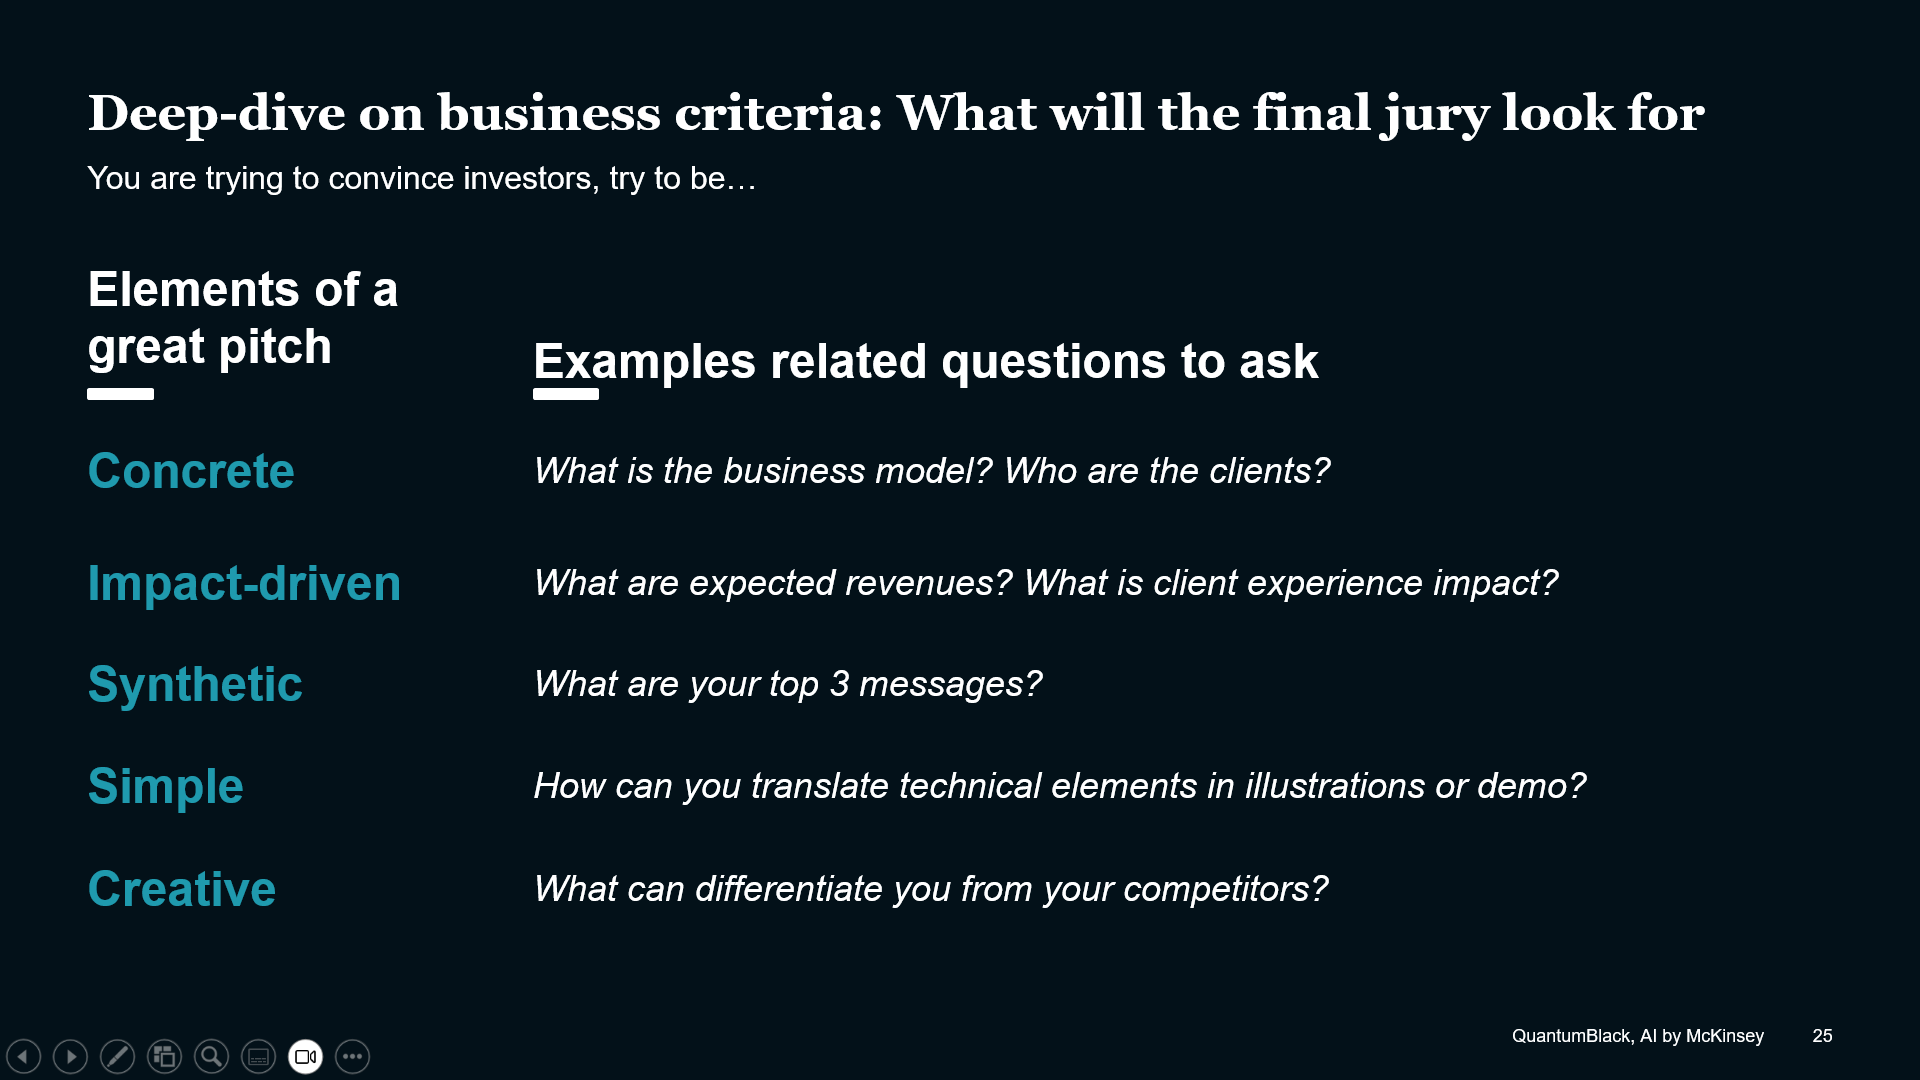 Deep-dive on business criteria: What will the final jury look for
You are trying to convince investors, try to be…
Elements of a
great pitch
Examples related questions to ask
Concrete
What is the business model? Who are the clients?
Impact-driven
What are expected revenues? What is client experience impact?
Synthetic
What are your top 3 messages?
Simple
How can you translate technical elements in illustrations or demo?
Creative
What can differentiate you from your competitors?
QuantumBlack, AI by McKinsey
25